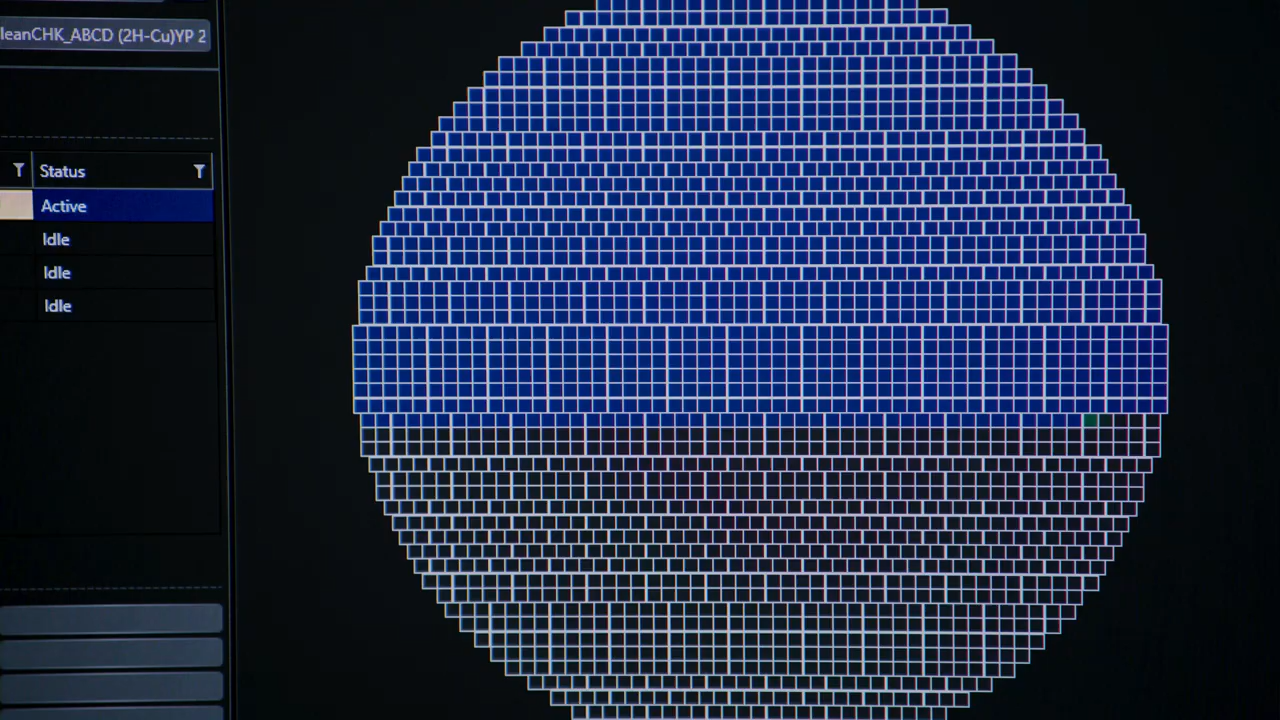 leanCHK_ABCD (2H-Cu)YP 2
Status
Active
Idle
Idle
Idle